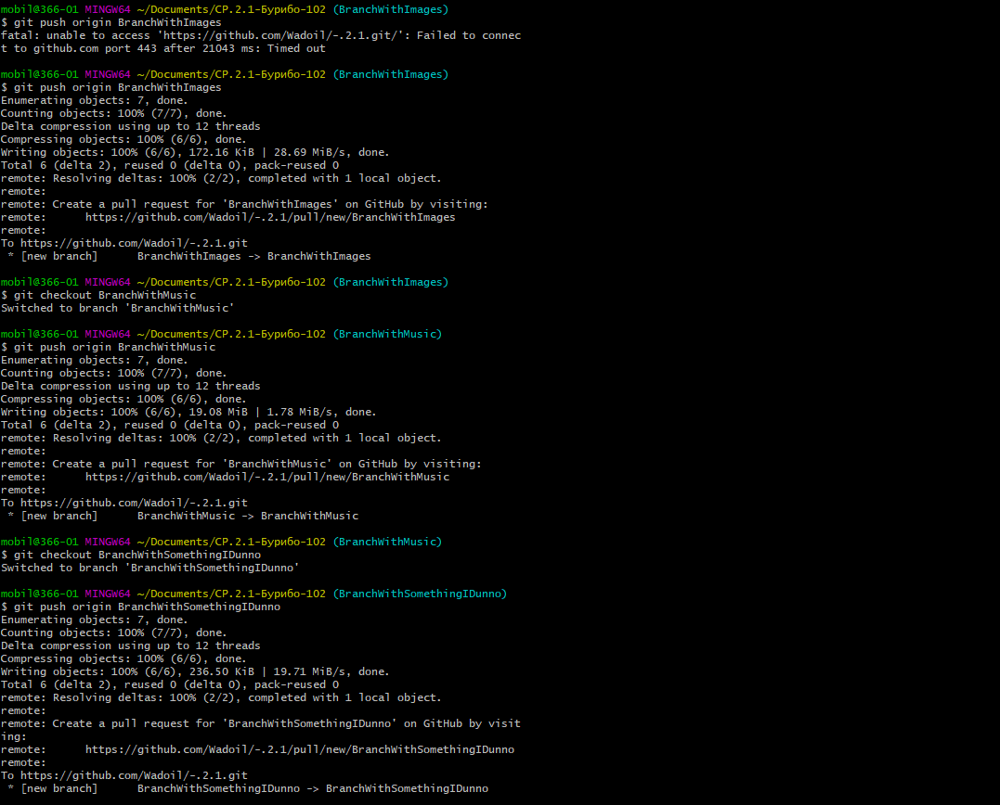 mobil@366-01 MINGW64 ~/Documents/СР.2.1-Бурибо-102 (BranchWithImages)
$ git push origin BranchWithImages
fatal: unable to access 'https://github.com/Wadoil/-.2.1.git/': Failed to connec
t to github.com port 443 after 21043 ms: Timed out
mobil@366-01 MINGW64 ~/Documents/СР.2.1-Бурибо-102 (BranchWithImages)
$ git push origin BranchWithImages
Enumerating objects: 7, done.
Counting objects: 100% (7/7), done.
Delta compression using up to 12 threads
Compressing objects: 100% (6/6), done.
Writing objects: 100% (6/6), 172.16 KiB | 28.69 MiB/s, done.
Total 6 (delta 2), reused 0 (delta 0), pack-reused 0
remote: Resolving deltas: 100% (2/2), completed with 1 local object.
remote:
remote: Create a pull request for 'BranchWithImages' on GitHub by visiting:
remote:      https://github.com/Wadoil/-.2.1/pull/new/BranchWithImages
remote:
To https://github.com/Wadoil/-.2.1.git
 * [new branch]      BranchWithImages -> BranchWithImages
mobil@366-01 MINGW64 ~/Documents/СР.2.1-Бурибо-102 (BranchWithImages)
$ git checkout BranchWithMusic
Switched to branch 'BranchWithMusic'
mobil@366-01 MINGW64 ~/Documents/СР.2.1-Бурибо-102 (BranchWithMusic)
$ git push origin BranchWithMusic
Enumerating objects: 7, done.
Counting objects: 100% (7/7), done.
Delta compression using up to 12 threads
Compressing objects: 100% (6/6), done.
Writing objects: 100% (6/6), 19.08 MiB | 1.78 MiB/s, done.
Total 6 (delta 2), reused 0 (delta 0), pack-reused 0
remote: Resolving deltas: 100% (2/2), completed with 1 local object.
remote:
remote: Create a pull request for 'BranchWithMusic' on GitHub by visiting:
remote:      https://github.com/Wadoil/-.2.1/pull/new/BranchWithMusic
remote:
To https://github.com/Wadoil/-.2.1.git
 * [new branch]      BranchWithMusic -> BranchWithMusic
mobil@366-01 MINGW64 ~/Documents/СР.2.1-Бурибо-102 (BranchWithMusic)
$ git checkout BranchWithSomethingIDunno
Switched to branch 'BranchWithSomethingIDunno'
mobil@366-01 MINGW64 ~/Documents/СР.2.1-Бурибо-102 (BranchWithSomethingIDunno)
$ git push origin BranchWithSomethingIDunno
Enumerating objects: 7, done.
Counting objects: 100% (7/7), done.
Delta compression using up to 12 threads
Compressing objects: 100% (6/6), done.
Writing objects: 100% (6/6), 236.50 KiB | 19.71 MiB/s, done.
Total 6 (delta 2), reused 0 (delta 0), pack-reused 0
remote: Resolving deltas: 100% (2/2), completed with 1 local object.
remote:
remote: Create a pull request for 'BranchWithSomethingIDunno' on GitHub by visit
ing:
remote:      https://github.com/Wadoil/-.2.1/pull/new/BranchWithSomethingIDunno
remote:
To https://github.com/Wadoil/-.2.1.git
 * [new branch]      BranchWithSomethingIDunno -> BranchWithSomethingIDunno